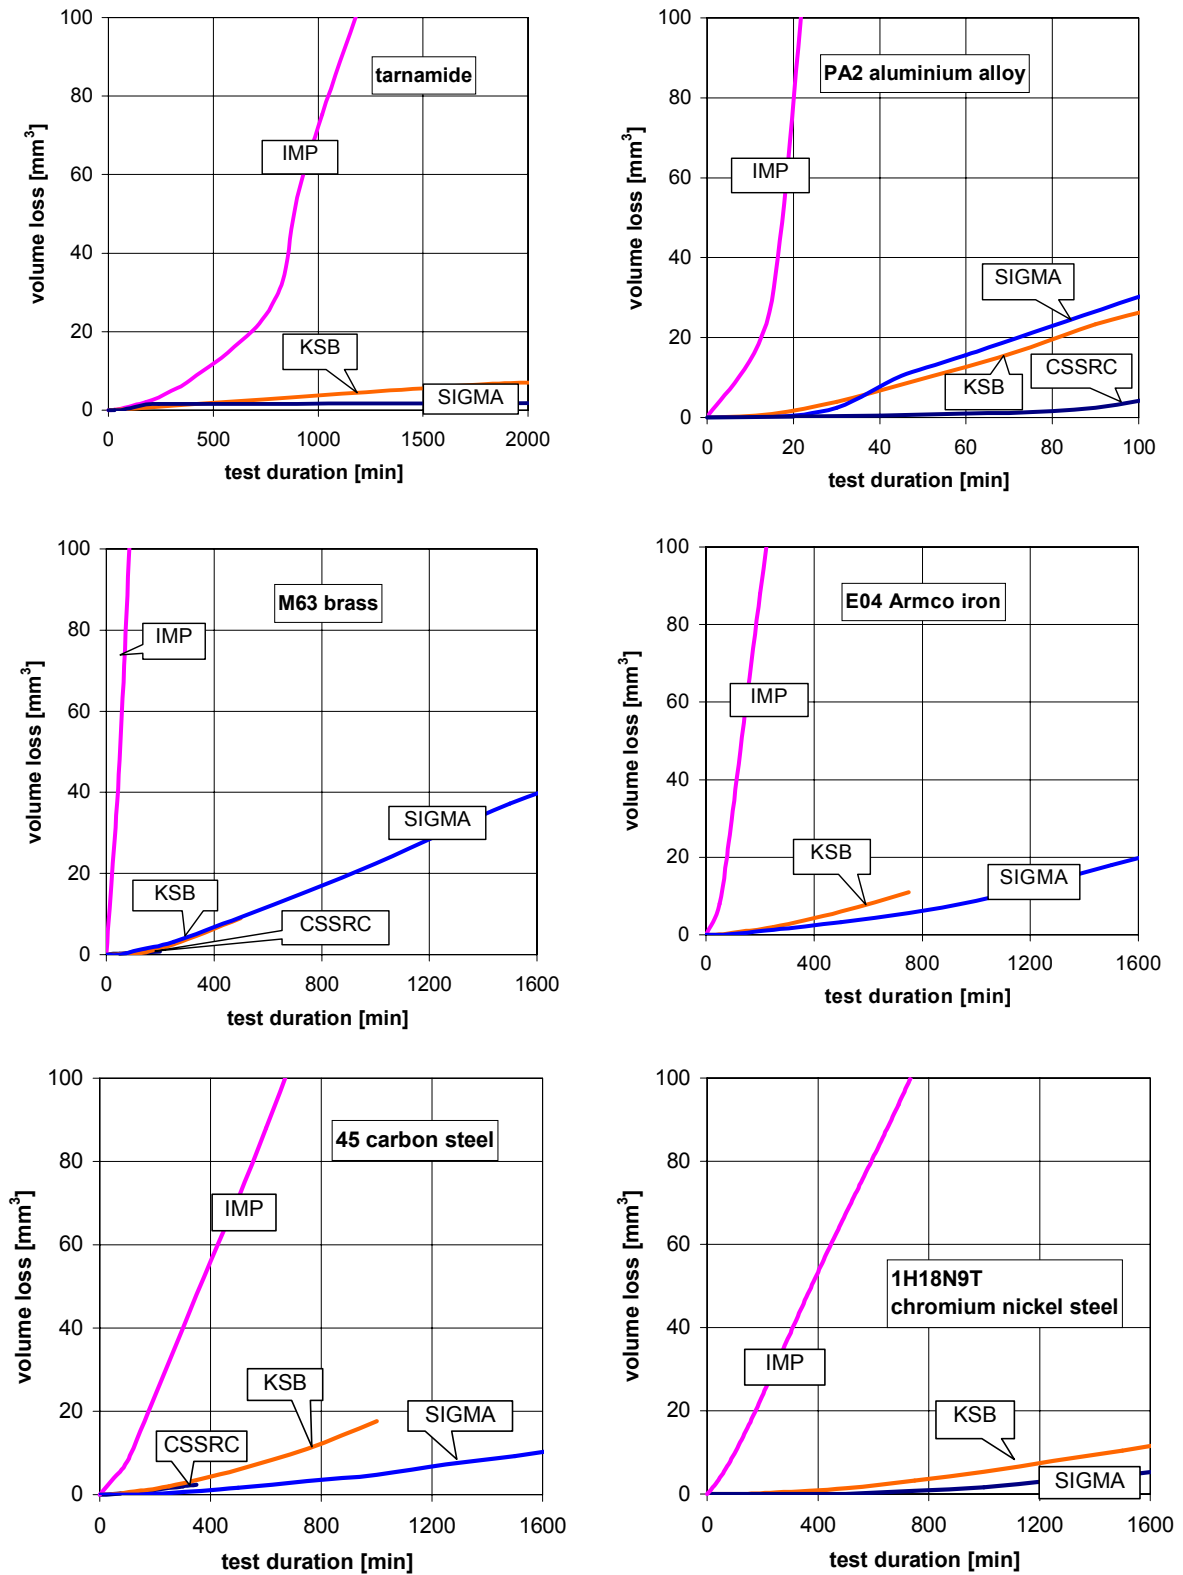 100
80
60
40
20
0
volume loss [mm³]
tarnamide
IMP
KSB
SIGMA
0 500 1000 1500 2000
test duration [min]
100
80
60
40
20
0
volume loss [mm³]
PA2 aluminium alloy
IMP
SIGMA
KSB
CSSRC
0 20 40 60 80 100
test duration [min]
100
80
60
40
20
0
volume loss [mm³]
M63 brass
IMP
SIGMA
KSB
CSSRC
0 400 800 1200 1600
test duration [min]
100
80
60
40
20
0
volume loss [mm³]
E04 Armco iron
IMP
KSB
SIGMA
0 400 800 1200 1600
test duration [min]
100
80
60
40
20
0
volume loss [mm³]
45 carbon steel
IMP
KSB
SIGMA
CSSRC
0 400 800 1200 1600
test duration [min]
100
80
60
40
20
0
volume loss [mm³]
1H18N9T
chromium nickel steel
IMP
KSB
SIGMA
0 400 800 1200 1600
test duration [min]